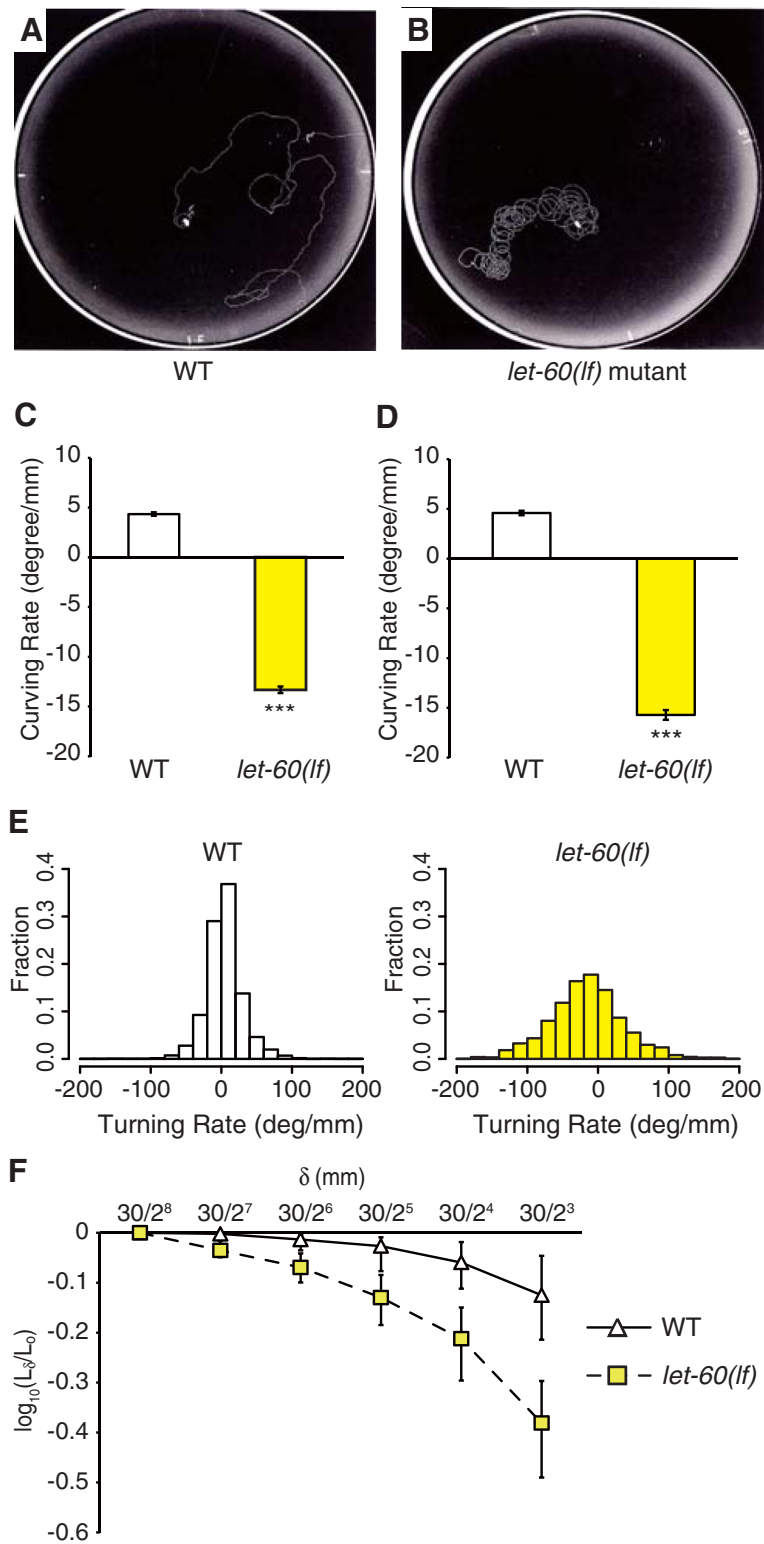 A
B
WT
let-60(lf) mutant
C
D
Curving Rate (degree/mm)
10
5
0
-5
-10
-15
-20
***
WT
let-60(lf)
Curving Rate (degree/mm)
10
5
0
-5
-10
-15
-20
***
WT
let-60(lf)
E
WT
let-60(lf)
Fraction
0.4
0.3
0.2
0.1
0.0
-200 -100 0 100 200
Turning Rate (deg/mm)
Fraction
0.4
0.3
0.2
0.1
0.0
-200 -100 0 100 200
Turning Rate (deg/mm)
F
δ (mm)
30/2⁸ 30/2⁷ 30/2⁶ 30/2⁵ 30/2⁴ 30/2³
log₁₀(Lδ/L₀)
0
-0.1
-0.2
-0.3
-0.4
-0.5
-0.6
WT
let-60(lf)